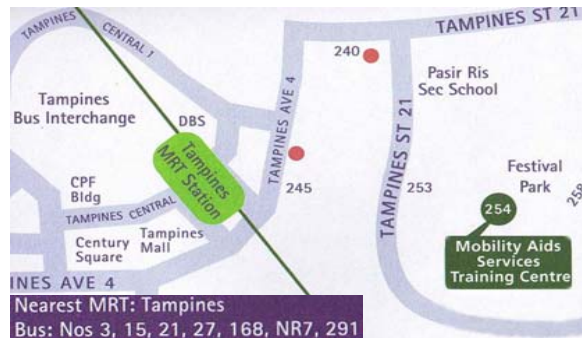 TAMPINES
CENTRAL 1
TAMPINES ST 21
240
Pasir Ris
Sec School
Tampines
Bus Interchange
DBS
TAMPINES AVE 4
TAMPINES ST 21
Tampines
MRT Station
Festival
Park
CPF
Bldg
245
253
254
TAMPINES CENTRAL
Century
Square
Tampines
Mall
Mobility Aids
Services
Training Centre
INES AVE 4
Nearest MRT: Tampines
Bus: Nos 3, 15, 21, 27, 168, NR7, 291